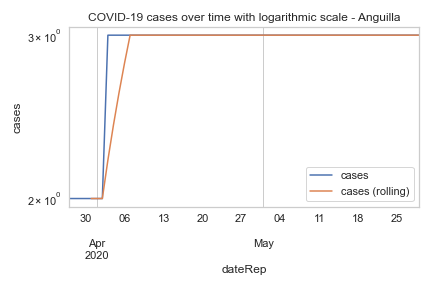 COVID-19 cases over time with logarithmic scale - Anguilla
3 × 10⁰
cases
2 × 10⁰
cases
cases (rolling)
30 06 13 20 27 04 11 18 25
Apr May
2020
dateRep